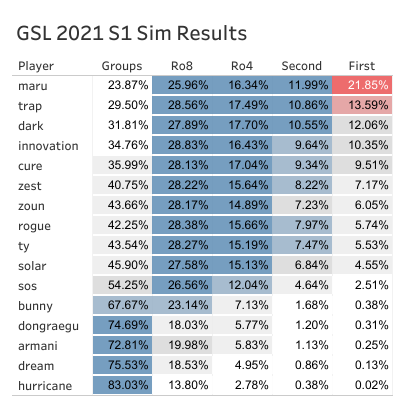 GSL 2021 S1 Sim Results
Player Groups Ro8 Ro4 Second First
maru 23.87% 25.96% 16.34% 11.99% 21.85%
trap 29.50% 28.56% 17.49% 10.86% 13.59%
dark 31.81% 27.89% 17.70% 10.55% 12.06%
innovation 34.76% 28.83% 16.43% 9.64% 10.35%
cure 35.99% 28.13% 17.04% 9.34% 9.51%
zest 40.75% 28.22% 15.64% 8.22% 7.17%
zoun 43.66% 28.17% 14.89% 7.23% 6.05%
rogue 42.25% 28.38% 15.66% 7.97% 5.74%
ty 43.54% 28.27% 15.19% 7.47% 5.53%
solar 45.90% 27.58% 15.13% 6.84% 4.55%
sos 54.25% 26.56% 12.04% 4.64% 2.51%
bunny 67.67% 23.14% 7.13% 1.68% 0.38%
dongraegu 74.69% 18.03% 5.77% 1.20% 0.31%
armani 72.81% 19.98% 5.83% 1.13% 0.25%
dream 75.53% 18.53% 4.95% 0.86% 0.13%
hurricane 83.03% 13.80% 2.78% 0.38% 0.02%